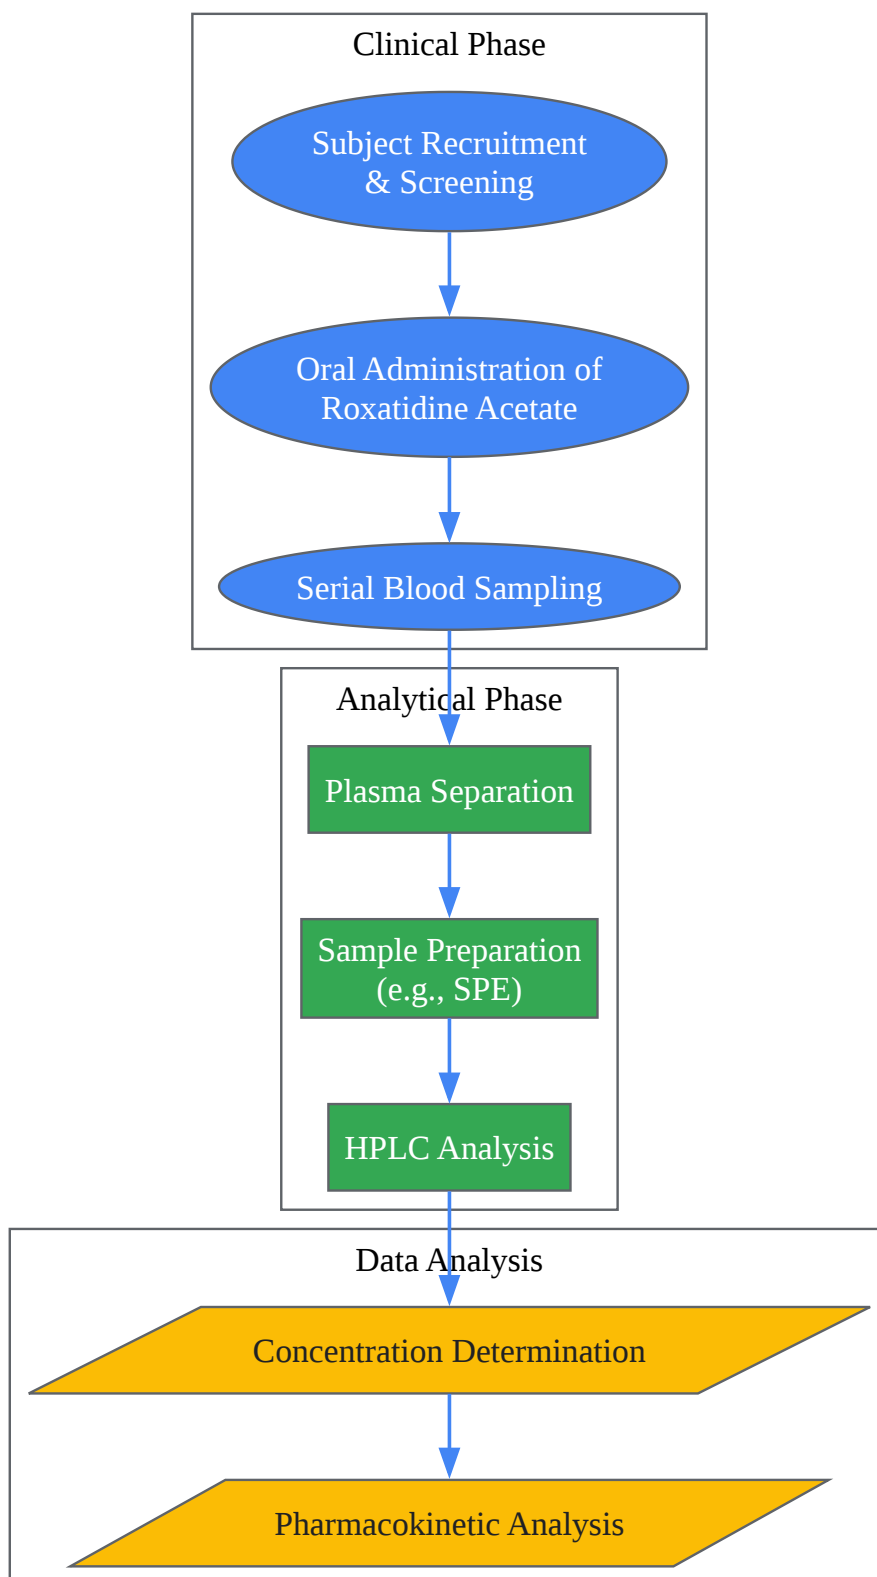 Clinical Phase
Subject Recruitment
& Screening
Oral Administration of
Roxatidine Acetate
Serial Blood Sampling
Analytical Phase
Plasma Separation
Sample Preparation
(e.g., SPE)
HPLC Analysis
Data Analysis
Concentration Determination
Pharmacokinetic Analysis